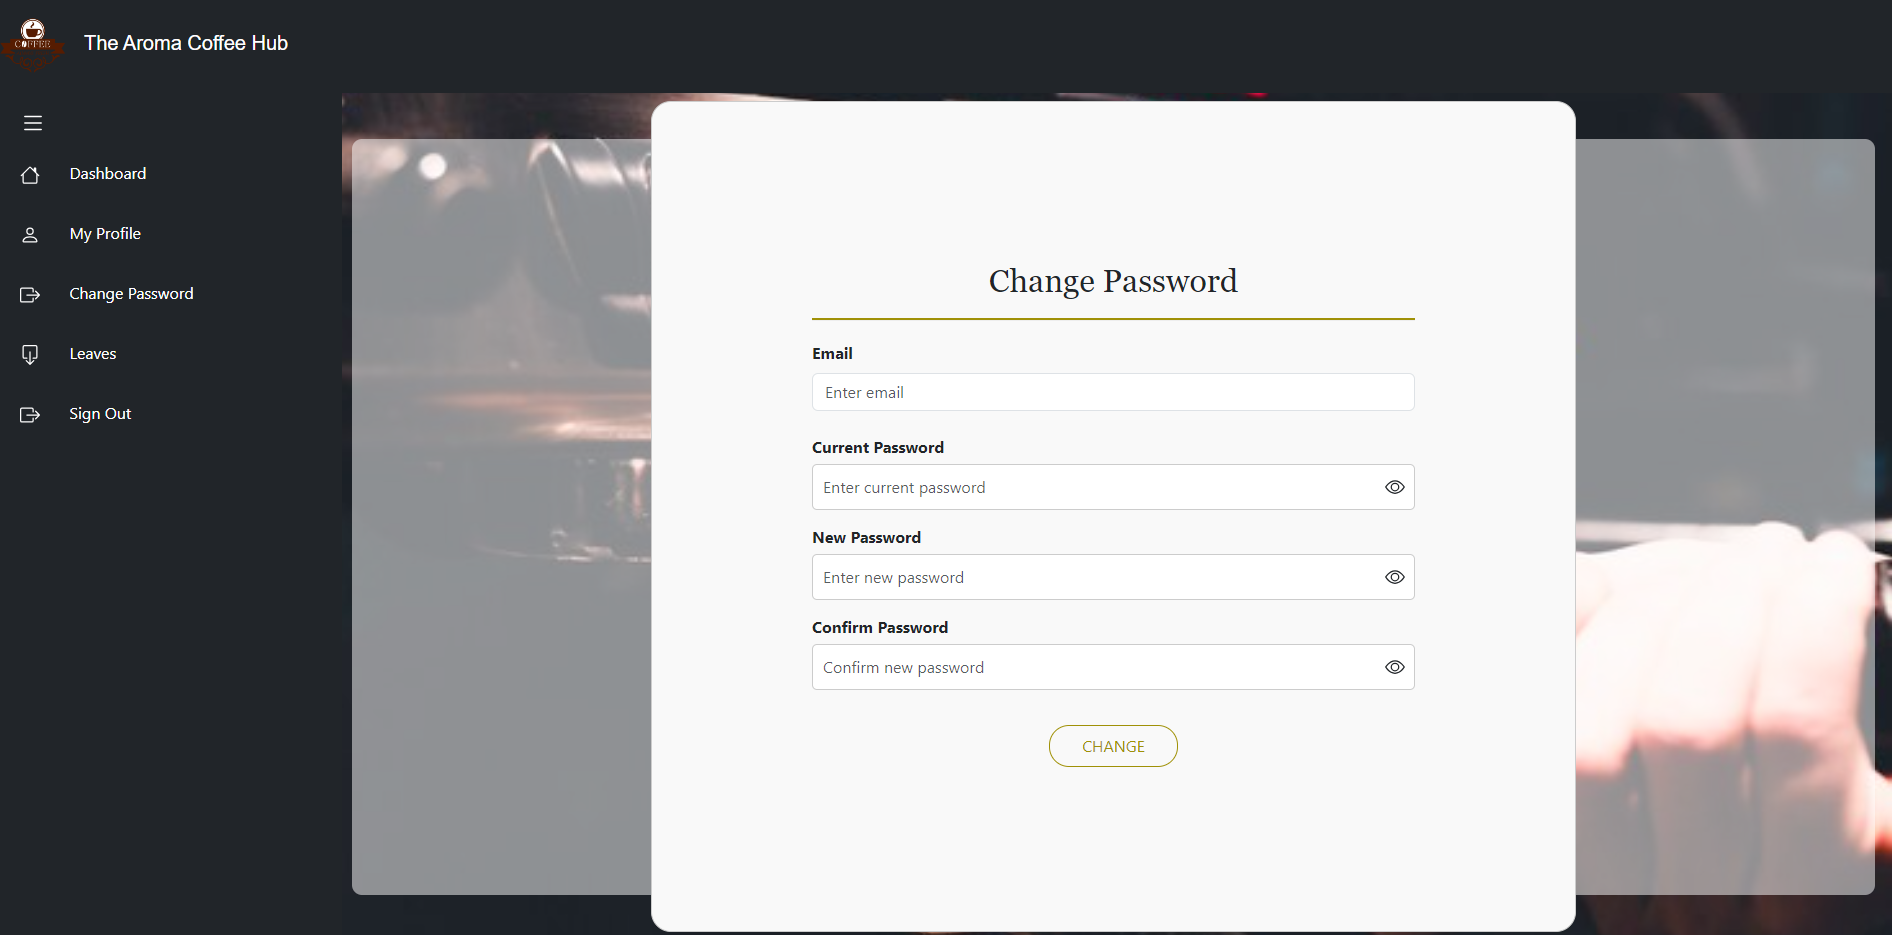 COFFEE
The Aroma Coffee Hub
Dashboard
My Profile
Change Password
Leaves
Sign Out
Change Password
Email
Enter email
Current Password
Enter current password
New Password
Enter new password
Confirm Password
Confirm new password
CHANGE